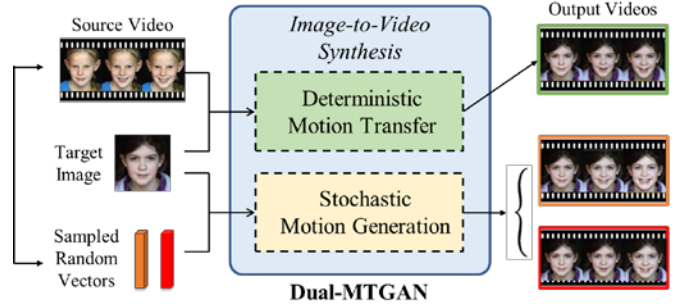 Source Video
Target
Image
Sampled
Random
Vectors
Image-to-Video
Synthesis
Deterministic
Motion Transfer
Stochastic
Motion Generation
Dual-MTGAN
Output Videos